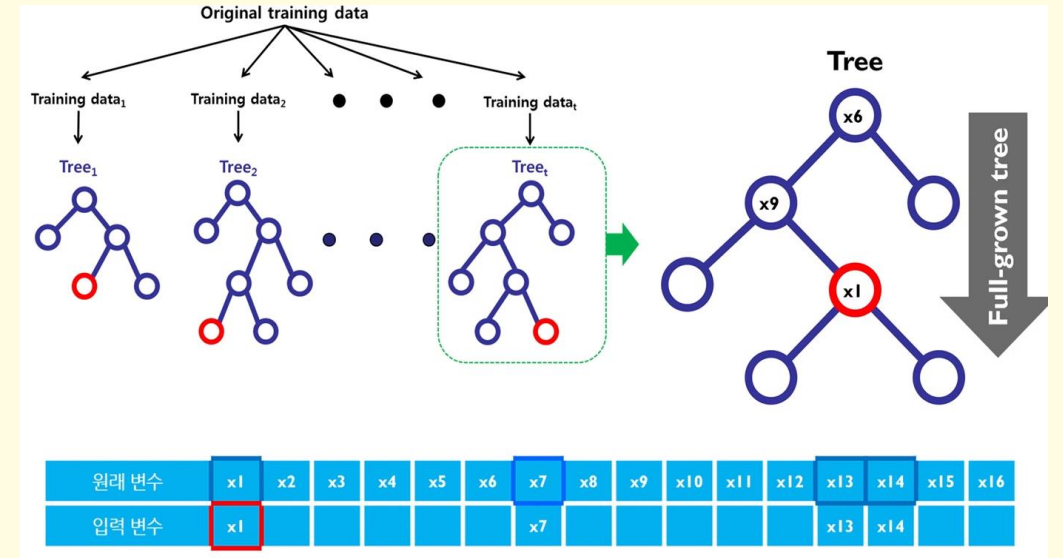 Original training data
Training data₁
Training data₂
Training dataₜ
Tree₁
Tree₂
Treeₜ
Tree
x6
x9
x1
Full-grown tree
원래 변수 x1 x2 x3 x4 x5 x6 x7 x8 x9 x10 x11 x12 x13 x14 x15 x16
입력 변수 x1 x7 x13 x14